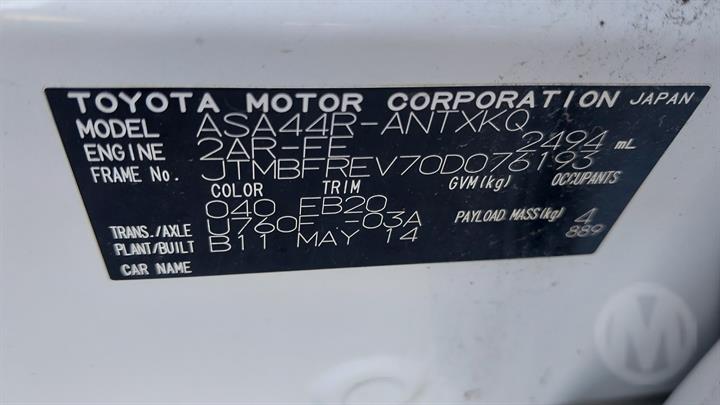 TOYOTA MOTOR CORPORATION JAPAN
MODEL ASA44R-ANTXKQ
ENGINE 2AR-FE 2494 mL
FRAME No. JTMBFREV70D076193
COLOR TRIM GVM(kg) OCCUPANTS
040 FB20
TRANS./AXLE U760F -03A PAYLOAD MASS(kg) 4
PLANT/BUILT B11 MAY 14 889
CAR NAME
M